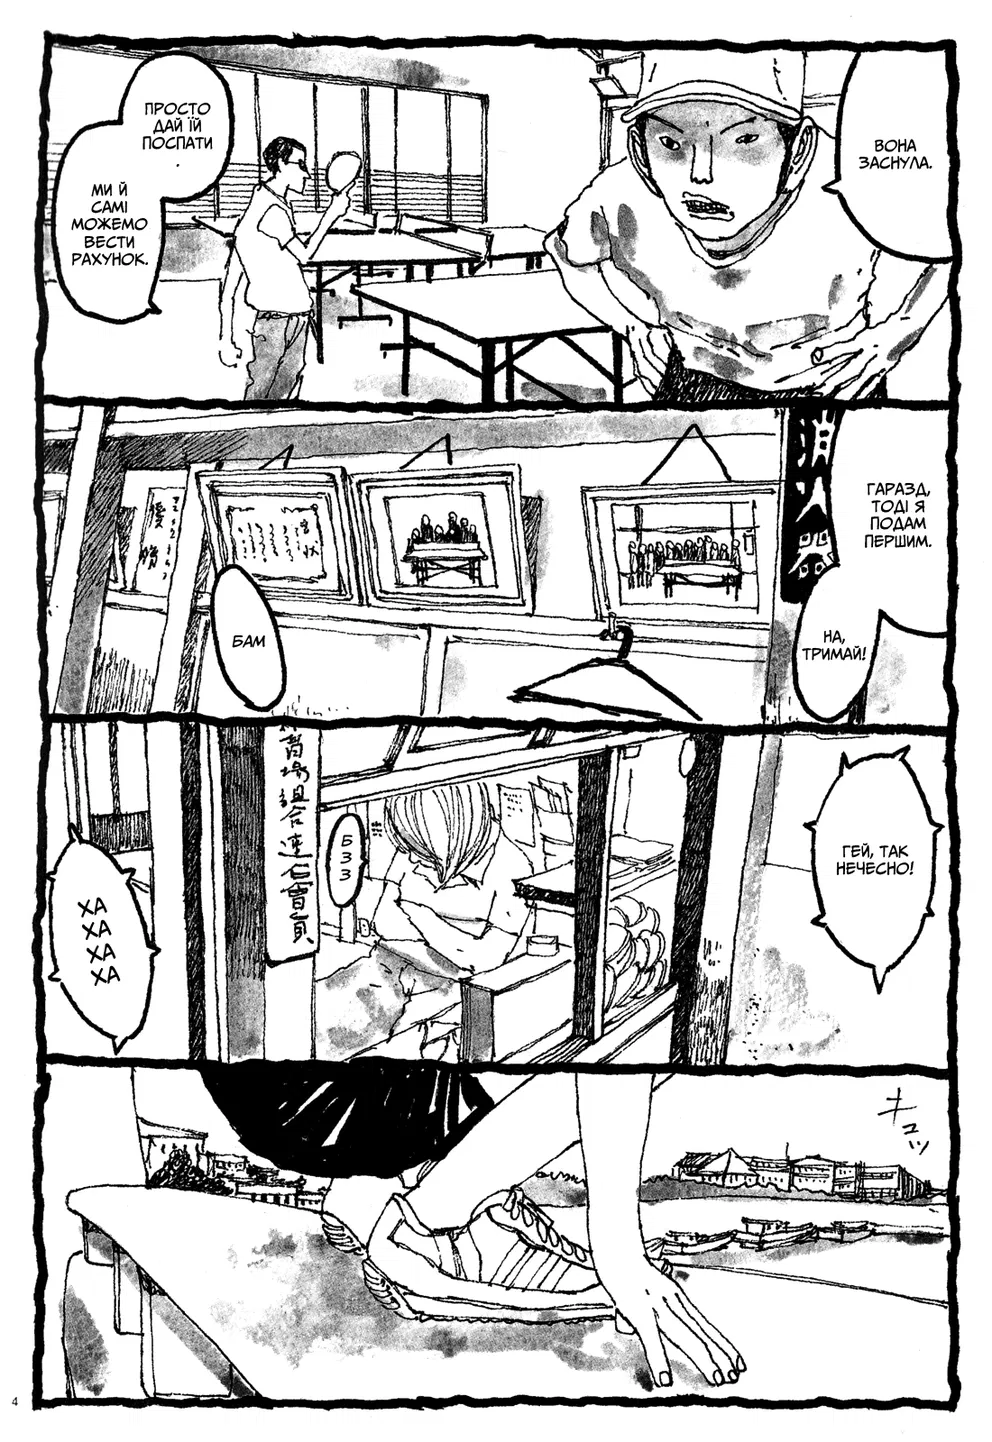 ВОНА
ЗАСНУЛА.
ПРОСТО
ДАЙ ЇЙ
ПОСПАТИ
.
МИ Й
САМІ
МОЖЕМО
ВЕСТИ
РАХУНОК.
ГАРАЗД,
ТОДІ Я
ПОДАМ
ПЕРШИМ.
НА,
ТРИМАЙ!
БАМ
ГЕЙ, ТАК
НЕЧЕСНО!
БЗЗ
ХА
ХА
ХА
ХА
キュッ
4